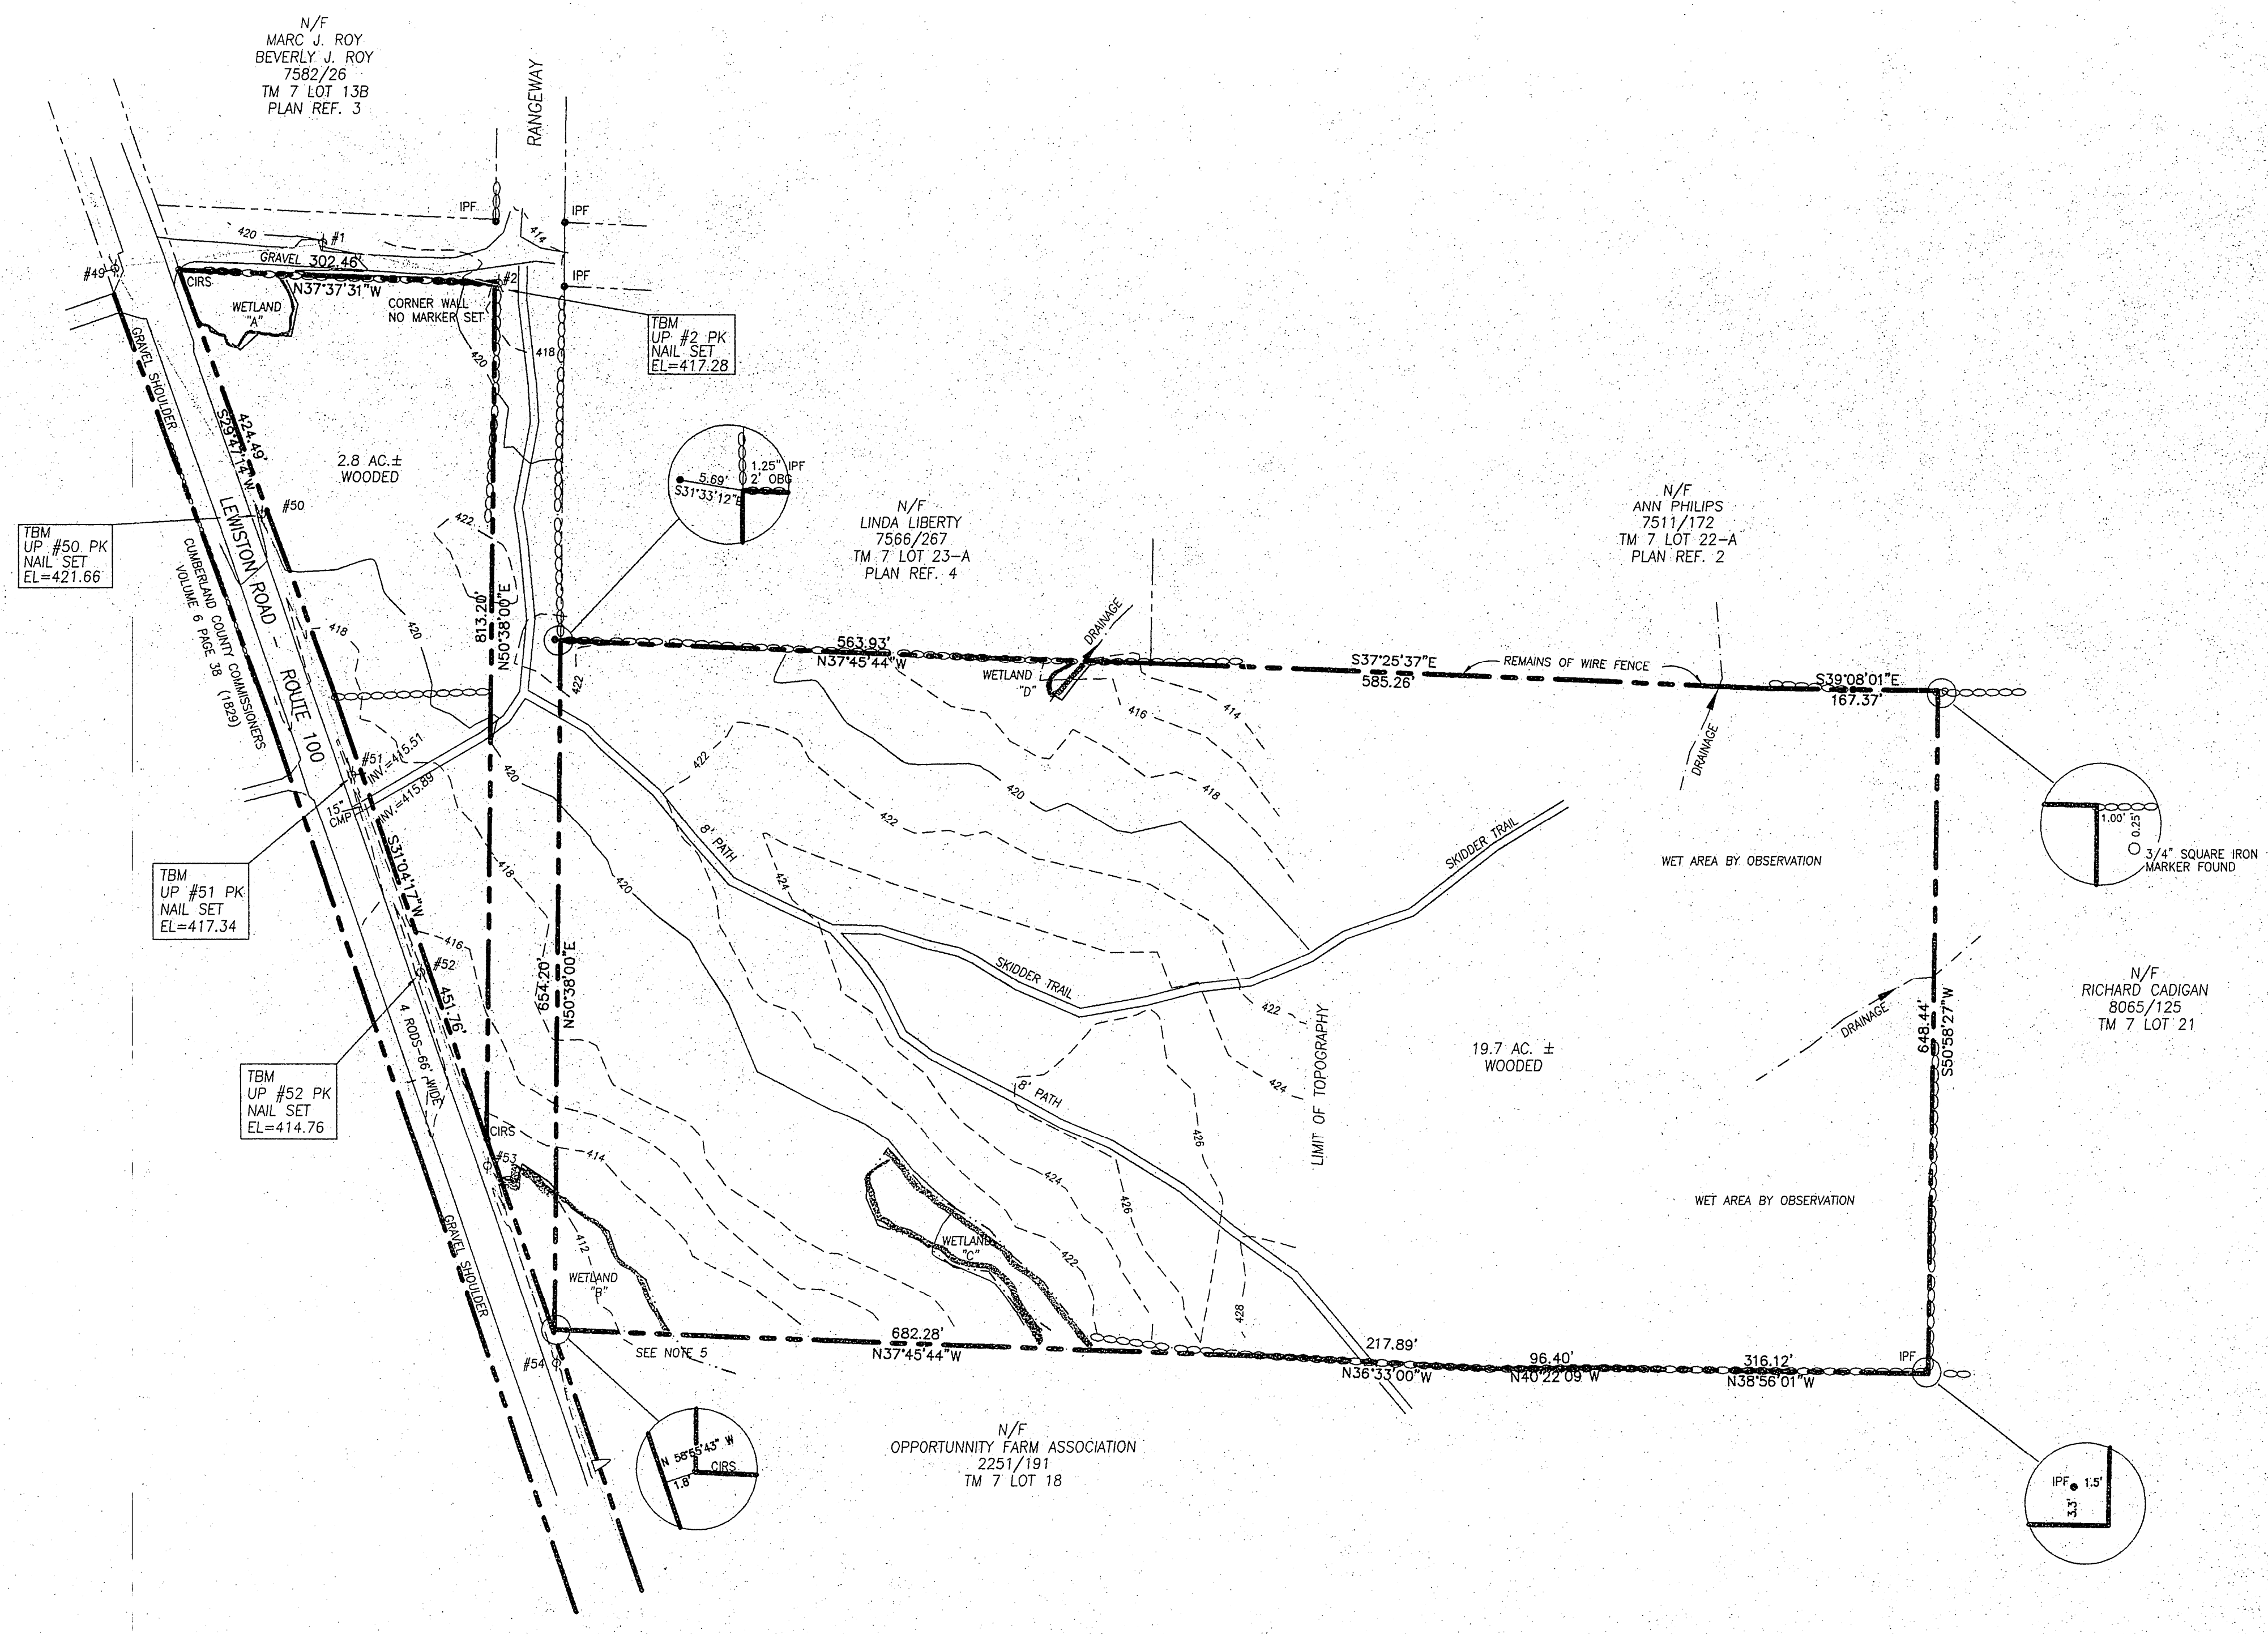 N/F
MARC J. ROY
BEVERLY J. ROY
7582/26
TM 7 LOT 13B
PLAN REF. 3
RANGEWAY
IPF
IPF
420
#1
414
#49
GRAVEL 302.46'
N37°37'31"W
CIRS
#2
IPF
WETLAND
"A"
CORNER WALL
NO MARKER SET
TBM
UP #2 PK
NAIL SET
EL=417.28
420
418
GRAVEL SHOULDER
424.49'
S29°47'14"W
2.8 AC.±
WOODED
1.25" IPF
2' OBG
5.69'
S31°33'12"E
#50
422
TBM
UP #50 PK
NAIL SET
EL=421.66
LEWISTON ROAD - ROUTE 100
CUMBERLAND COUNTY COMMISSIONERS
VOLUME 6 PAGE 38 (1829)
N/F
LINDA LIBERTY
7566/267
TM 7 LOT 23-A
PLAN REF. 4
N/F
ANN PHILIPS
7511/172
TM 7 LOT 22-A
PLAN REF. 2
418
420
813.20'
N50°38'00"E
422
563.93'
N37°45'44"W
DRAINAGE
WETLAND
"D"
S37°25'37"E
585.26'
REMAINS OF WIRE FENCE
S39°08'01"E
167.37'
416
414
DRAINAGE
#51
INV.=415.51
INV.=415.89
15"
CMP
420
422
420
418
422
1.00'
0.25'
3/4" SQUARE IRON
MARKER FOUND
TBM
UP #51 PK
NAIL SET
EL=417.34
S31°04'17"W
451.76'
8' PATH
418
420
424
SKIDDER TRAIL
WET AREA BY OBSERVATION
416
#52
654.20'
N50°38'00"E
SKIDDER TRAIL
422
LIMIT OF TOPOGRAPHY
N/F
RICHARD CADIGAN
8065/125
TM 7 LOT 21
DRAINAGE
648.44'
S50°58'27"W
4 RODS-66' WIDE
TBM
UP #52 PK
NAIL SET
EL=414.76
19.7 AC. ±
WOODED
424
8' PATH
426
CIRS
#53
414
424
426
WET AREA BY OBSERVATION
GRAVEL SHOULDER
412
WETLAND
"B"
WETLAND
"C"
422
428
682.28'
N37°45'44"W
SEE NOTE 5
#54
217.89'
N36°33'00"W
96.40'
N40°22'09"W
316.12'
N38°56'01"W
IPF
N/F
OPPORTUNNITY FARM ASSOCIATION
2251/191
TM 7 LOT 18
N 58°55'43" W
1.8'
CIRS
IPF
1.5'
3.3'